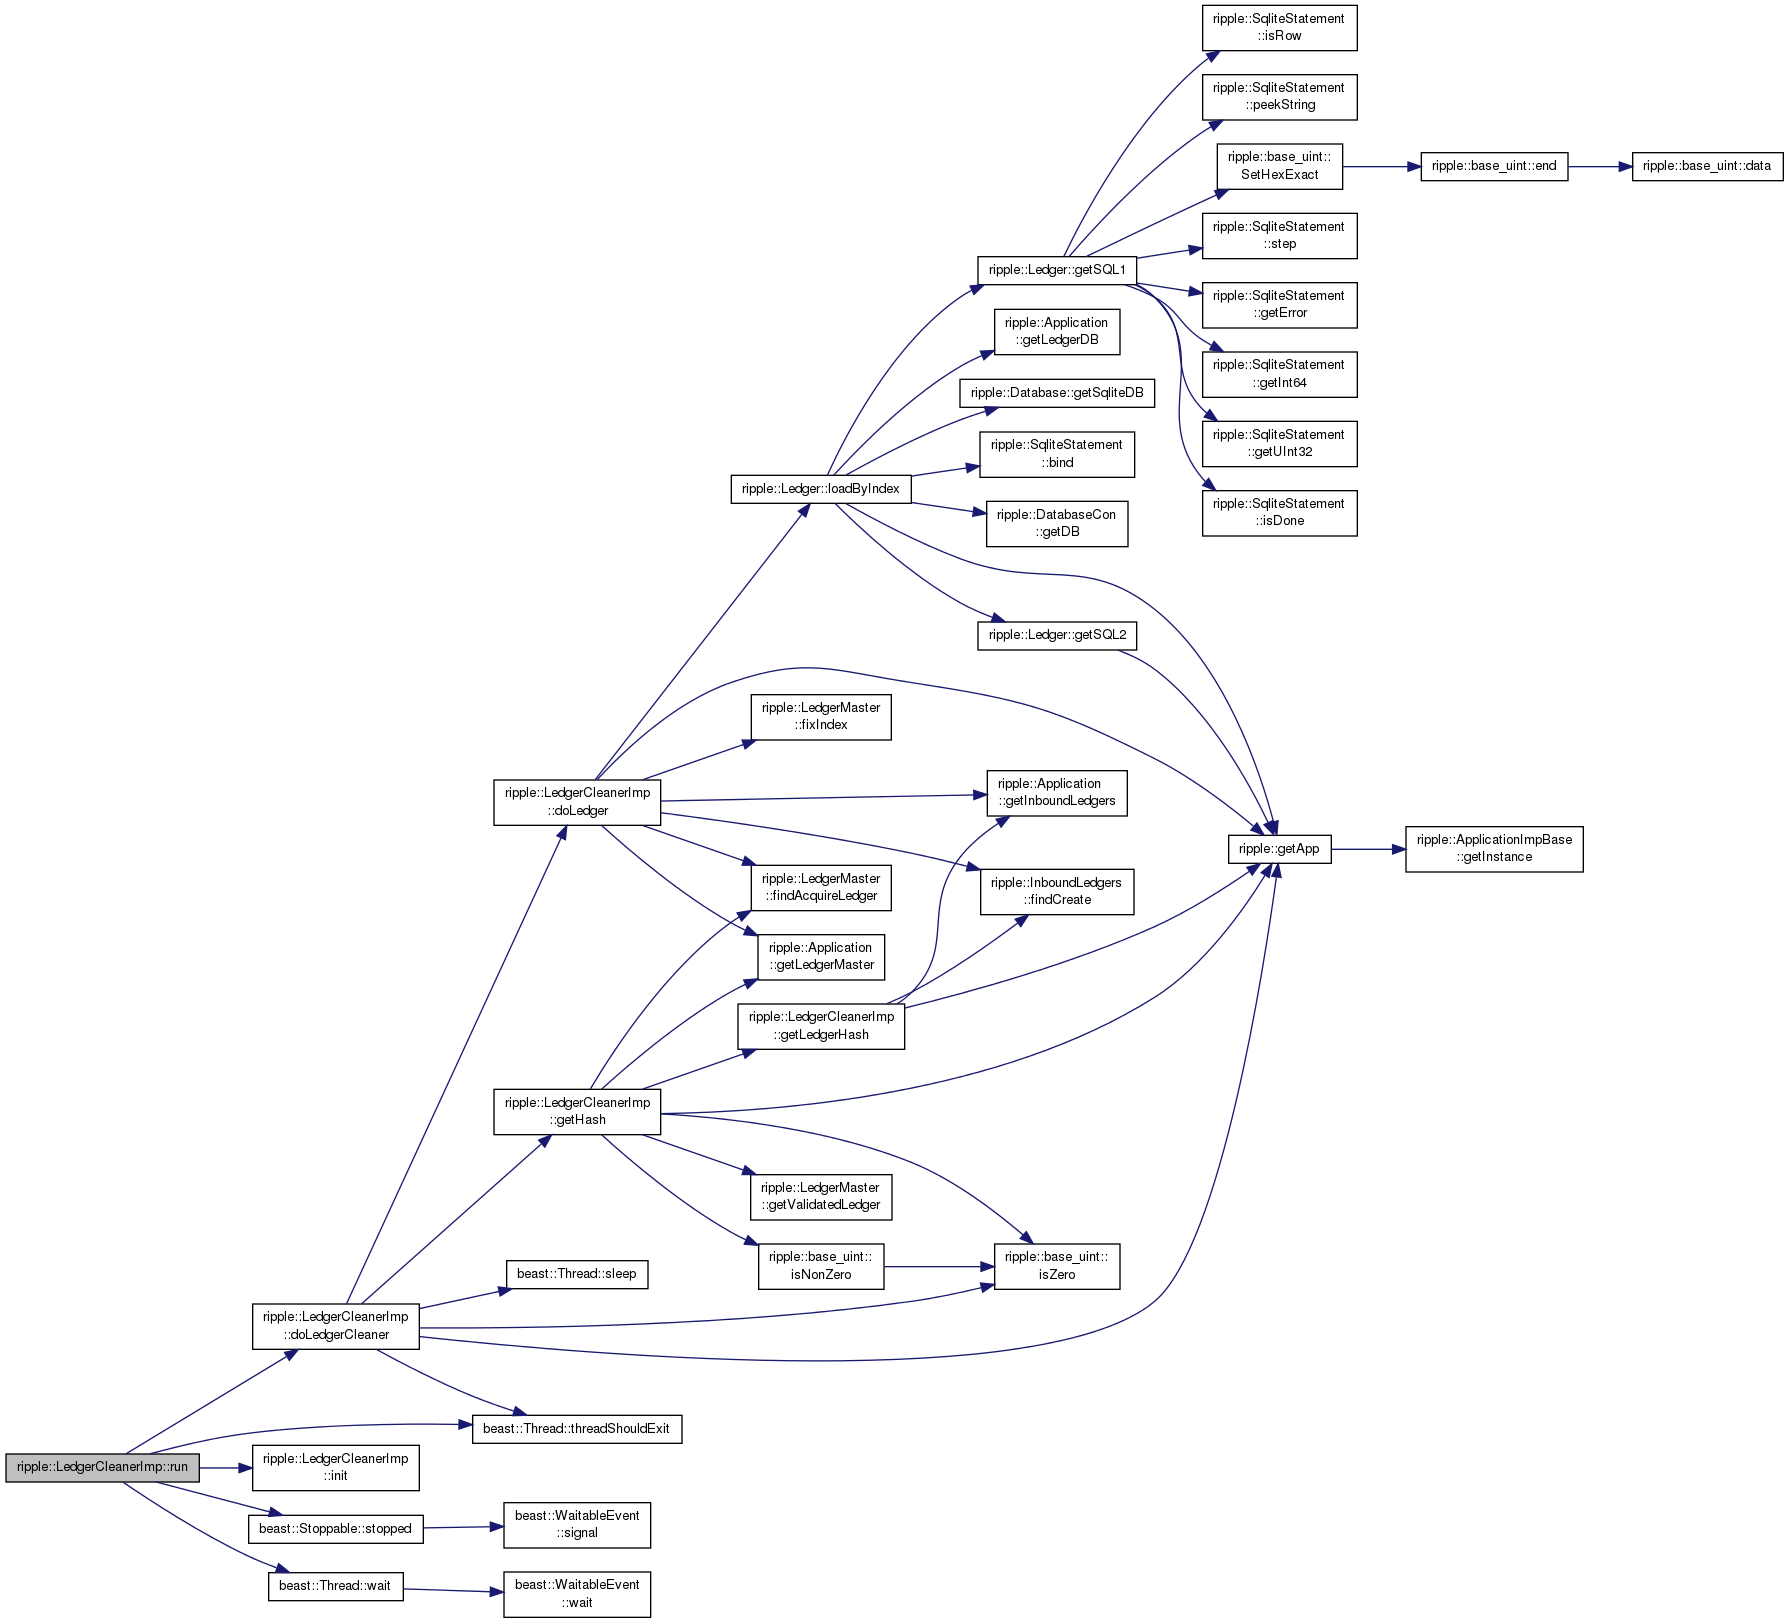 ripple::SqliteStatement
::isRow
ripple::SqliteStatement
::peekString
ripple::base_uint::
SetHexExact
ripple::base_uint::end
ripple::base_uint::data
ripple::SqliteStatement
::step
ripple::Ledger::getSQL1
ripple::SqliteStatement
::getError
ripple::Application
::getLedgerDB
ripple::SqliteStatement
::getInt64
ripple::Database::getSqliteDB
ripple::SqliteStatement
::getUInt32
ripple::SqliteStatement
::bind
ripple::Ledger::loadByIndex
ripple::SqliteStatement
::isDone
ripple::DatabaseCon
::getDB
ripple::Ledger::getSQL2
ripple::LedgerMaster
::fixIndex
ripple::LedgerCleanerImp
::doLedger
ripple::Application
::getInboundLedgers
ripple::getApp
ripple::ApplicationImpBase
::getInstance
ripple::LedgerMaster
::findAcquireLedger
ripple::InboundLedgers
::findCreate
ripple::Application
::getLedgerMaster
ripple::LedgerCleanerImp
::getLedgerHash
ripple::LedgerCleanerImp
::getHash
ripple::LedgerMaster
::getValidatedLedger
ripple::base_uint::
isNonZero
ripple::base_uint::
isZero
beast::Thread::sleep
ripple::LedgerCleanerImp
::doLedgerCleaner
beast::Thread::threadShouldExit
ripple::LedgerCleanerImp::run
ripple::LedgerCleanerImp
::init
beast::Stoppable::stopped
beast::WaitableEvent
::signal
beast::Thread::wait
beast::WaitableEvent
::wait